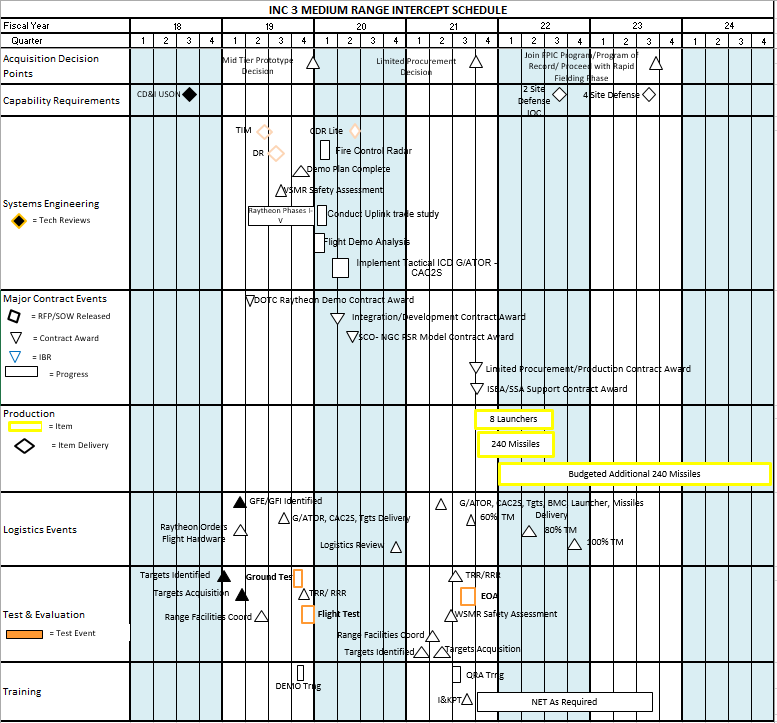 INC 3 MEDIUM RANGE INTERCEPT SCHEDULE
Fiscal Year 18 19 20 21 22 23 24
Quarter 1 2 3 4 1 2 3 4 1 2 3 4 1 2 3 4 1 2 3 4 1 2 3 4 1 2 3 4
Acquisition Decision
Points
Mid Tier Prototype
Decision
Limited Procurement
Decision
Join FPIC Program/Program of
Record/ Proceed with Rapid
Fielding Phase
Capability Requirements
CD&I USON
2 Site
Defense
IOC
4 Site Defense
Systems Engineering
= Tech Reviews
TIM
CDR Lite
DR
Fire Control Radar
Demo Plan Complete
WSMR Safety Assessment
Raytheon Phases I-
V
Conduct Uplink trade study
Flight Demo Analysis
Implement Tactical ICD G/ATOR -
CAC2S
Major Contract Events
= RFP/SOW Released
= Contract Award
= IBR
= Progress
DOTC Raytheon Demo Contract Award
Integration/Development Contract Award
SCO- NGC PSR Model Contract Award
Limited Procurement/Production Contract Award
ISEA/SSA Support Contract Award
Production
= Item
= Item Delivery
8 Launchers
240 Missiles
Budgeted Additional 240 Missiles
Logistics Events
GFE/GFI Identified
G/ATOR, CAC2S, Tgts Delivery
Raytheon Orders
Flight Hardware
Logistics Review
G/ATOR, CAC2S, Tgts, BMC, Launcher, Missiles
Delivery
60% TM
80% TM
100% TM
Test & Evaluation
= Test Event
Targets Identified
Ground Test
Targets Acquisition
TRR/ RRR
Range Facilities Coord
Flight Test
TRR/RRR
EOA
WSMR Safety Assessment
Range Facilities Coord
Targets Identified
Targets Acquisition
Training
DEMO Trng
QRA Trng
I&KPT
NET As Required